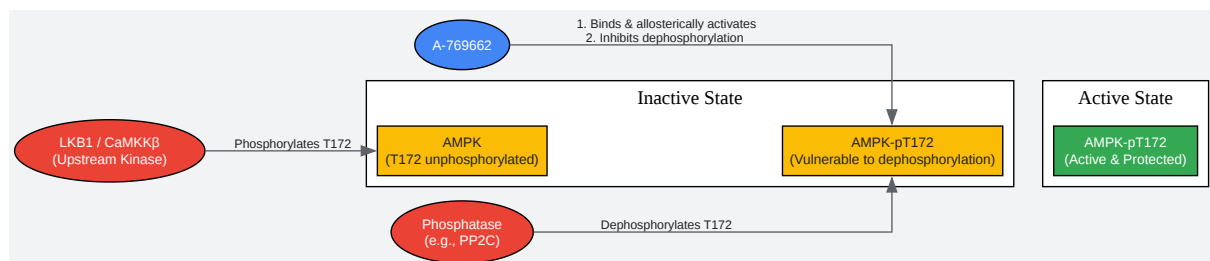 1. Binds & allosterically activates
2. Inhibits dephosphorylation
A-769662
Inactive State
Active State
LKB1 / CaMKKβ
(Upstream Kinase)
Phosphorylates T172
AMPK
(T172 unphosphorylated)
AMPK-pT172
(Vulnerable to dephosphorylation)
AMPK-pT172
(Active & Protected)
Phosphatase
(e.g., PP2C)
Dephosphorylates T172